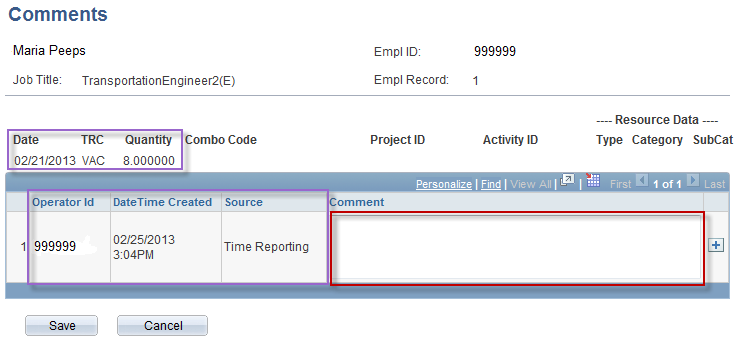 Comments
Maria Peeps Empl ID: 999999
Job Title: TransportationEngineer2(E) Empl Record: 1
---- Resource Data ----
Date TRC Quantity Combo Code Project ID Activity ID Type Category SubCat
02/21/2013 VAC 8.000000
Personalize | Find | View All | | First 1 of 1 Last
Operator Id DateTime Created Source Comment
1 999999 02/25/2013 3:04PM Time Reporting
Save Cancel